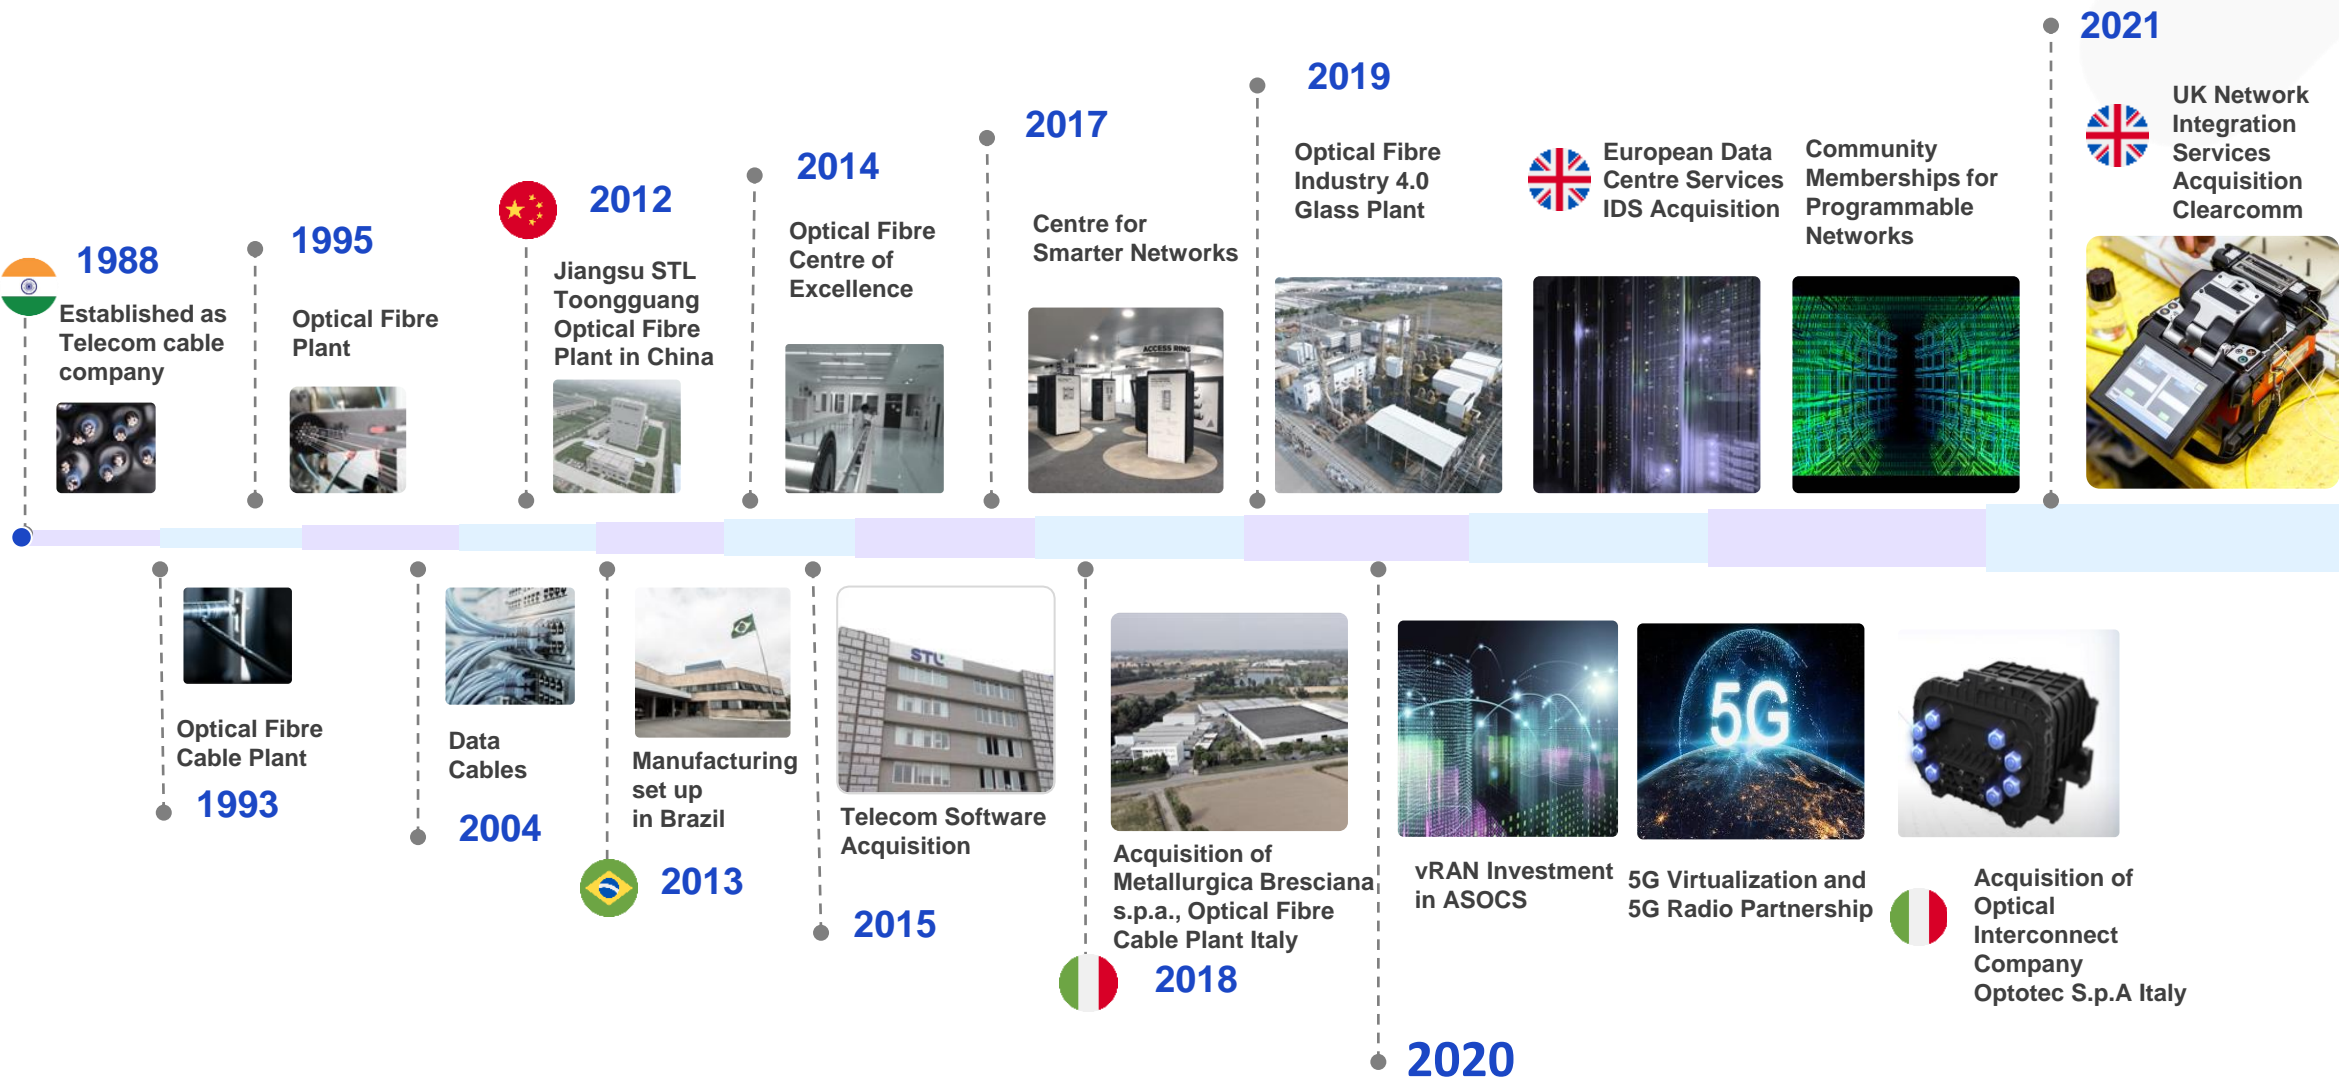 1988
Established as
Telecom cable
company
1995
Optical Fibre
Plant
2012
Jiangsu STL
Toongguang
Optical Fibre
Plant in China
2014
Optical Fibre
Centre of
Excellence
2017
Centre for
Smarter Networks
ACCESS RING
2019
Optical Fibre
Industry 4.0
Glass Plant
European Data
Centre Services
IDS Acquisition
Community
Memberships for
Programmable
Networks
2021
UK Network
Integration
Services
Acquisition
Clearcomm
Optical Fibre
Cable Plant
1993
Data
Cables
2004
Manufacturing
set up
in Brazil
2013
STL
Telecom Software
Acquisition
2015
Acquisition of
Metallurgica Bresciana
s.p.a., Optical Fibre
Cable Plant Italy
2018
vRAN Investment
in ASOCS
5G
5G Virtualization and
5G Radio Partnership
Acquisition of
Optical
Interconnect
Company
Optotec S.p.A Italy
2020